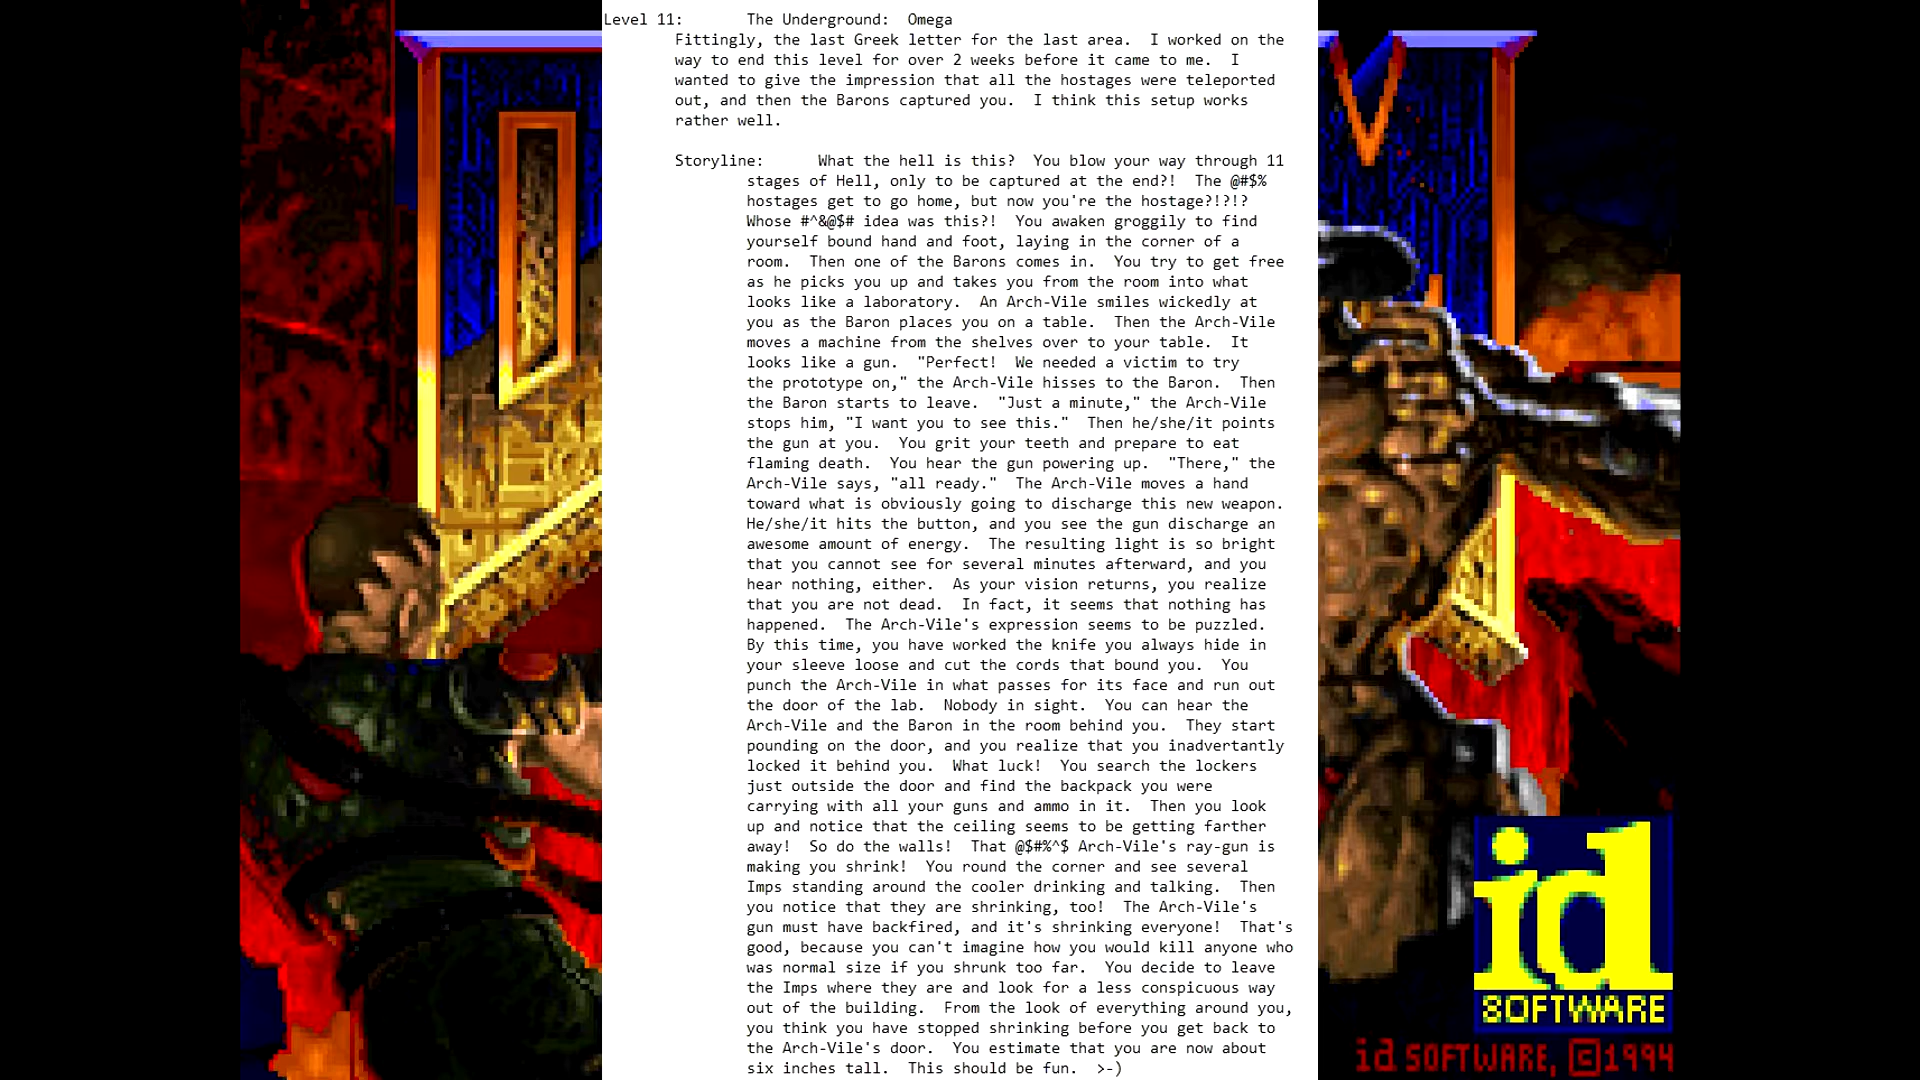 Level 11: The Underground: Omega
Fittingly, the last Greek letter for the last area. I worked on the
way to end this level for over 2 weeks before it came to me. I
wanted to give the impression that all the hostages were teleported
out, and then the Barons captured you. I think this setup works
rather well.
Storyline: What the hell is this? You blow your way through 11
stages of Hell, only to be captured at the end?! The @#$%
hostages get to go home, but now you're the hostage?!?!?
Whose #^&@$# idea was this?! You awaken groggily to find
yourself bound hand and foot, laying in the corner of a
room. Then one of the Barons comes in. You try to get free
as he picks you up and takes you from the room into what
looks like a laboratory. An Arch-Vile smiles wickedly at
you as the Baron places you on a table. Then the Arch-Vile
moves a machine from the shelves over to your table. It
looks like a gun. "Perfect! We needed a victim to try
the prototype on," the Arch-Vile hisses to the Baron. Then
the Baron starts to leave. "Just a minute," the Arch-Vile
stops him, "I want you to see this." Then he/she/it points
the gun at you. You grit your teeth and prepare to eat
flaming death. You hear the gun powering up. "There," the
Arch-Vile says, "all ready." The Arch-Vile moves a hand
toward what is obviously going to discharge this new weapon.
He/she/it hits the button, and you see the gun discharge an
awesome amount of energy. The resulting light is so bright
that you cannot see for several minutes afterward, and you
hear nothing, either. As your vision returns, you realize
that you are not dead. In fact, it seems that nothing has
happened. The Arch-Vile's expression seems to be puzzled.
By this time, you have worked the knife you always hide in
your sleeve loose and cut the cords that bound you. You
punch the Arch-Vile in what passes for its face and run out
the door of the lab. Nobody in sight. You can hear the
Arch-Vile and the Baron in the room behind you. They start
pounding on the door, and you realize that you inadvertantly
locked it behind you. What luck! You search the lockers
just outside the door and find the backpack you were
carrying with all your guns and ammo in it. Then you look
up and notice that the ceiling seems to be getting farther
away! So do the walls! That @$#%^$ Arch-Vile's ray-gun is
making you shrink! You round the corner and see several
Imps standing around the cooler drinking and talking. Then
you notice that they are shrinking, too! The Arch-Vile's
gun must have backfired, and it's shrinking everyone! That's
good, because you can't imagine how you would kill anyone who
was normal size if you shrunk too far. You decide to leave
the Imps where they are and look for a less conspicuous way
out of the building. From the look of everything around you,
you think you have stopped shrinking before you get back to
the Arch-Vile's door. You estimate that you are now about
six inches tall. This should be fun. >-)
id
SOFTWARE
id SOFTWARE, ©1994